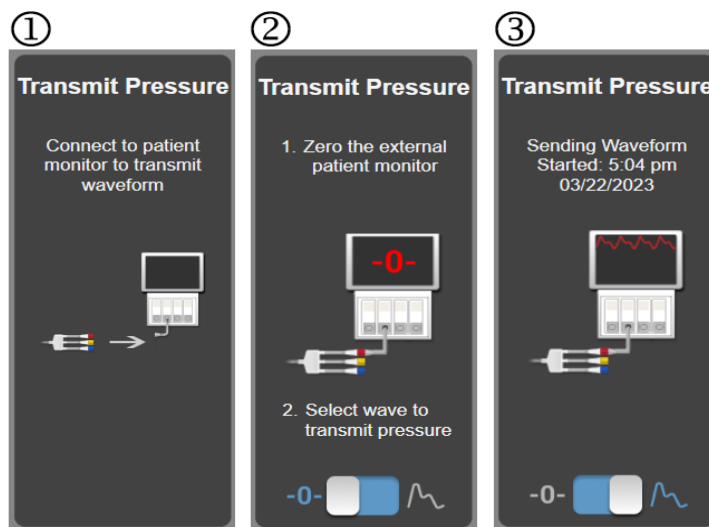 ①
Transmit Pressure
Connect to patient
monitor to transmit
waveform
②
Transmit Pressure
1. Zero the external
patient monitor
-0-
2. Select wave to
transmit pressure
-0-
③
Transmit Pressure
Sending Waveform
Started: 5:04 pm
03/22/2023
-0-